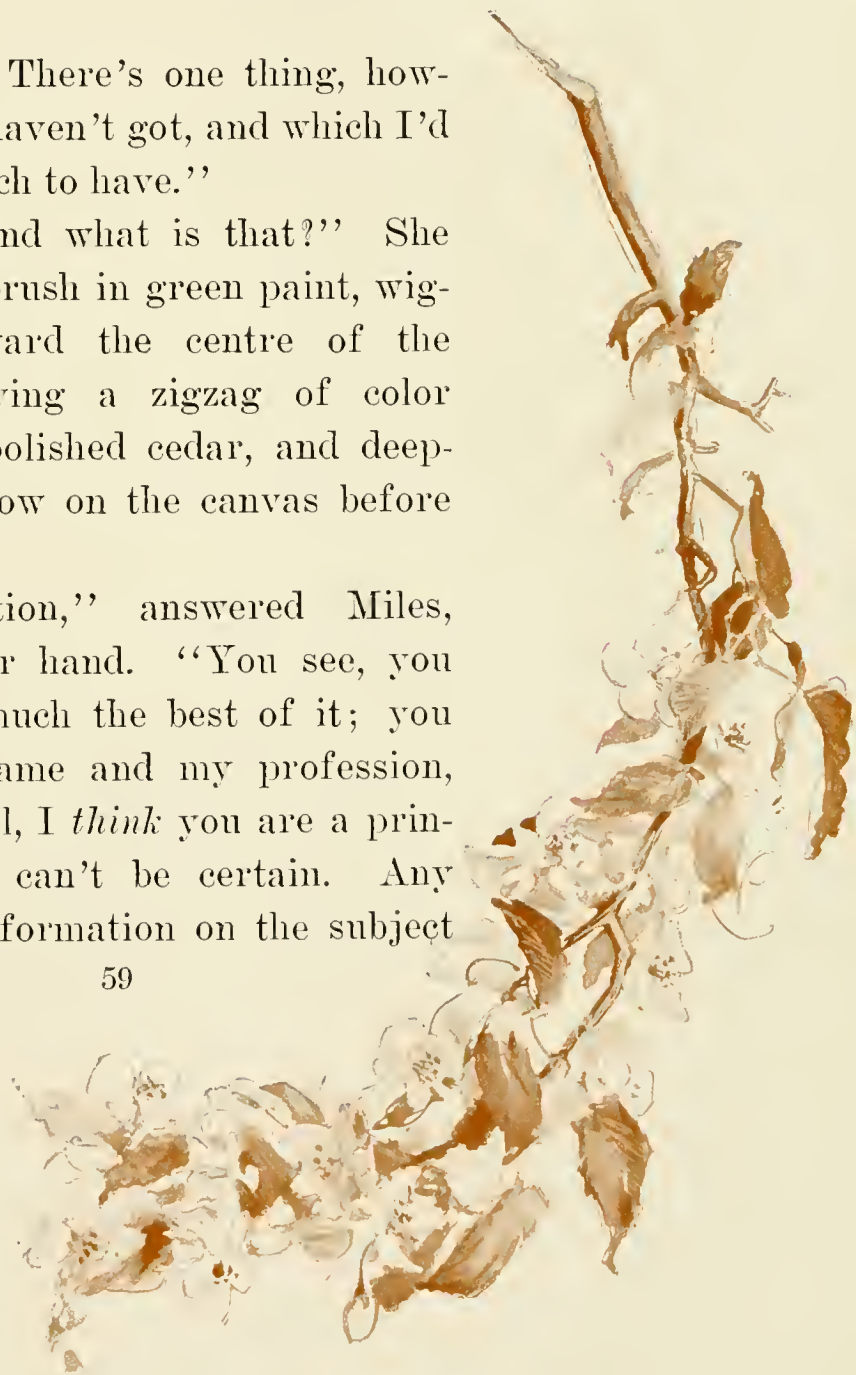 There's one thing, how-
aven't got, and which I'd
ch to have."
nd what is that?" She
rush in green paint, wig-
ard the centre of the
ing a zigzag of color
olished cedar, and deep-
ow on the canvas before
tion," answered Miles,
r hand. "You see, you
much the best of it; you
ame and my profession,
l, I think you are a prin-
can't be certain. Any
formation on the subject
59